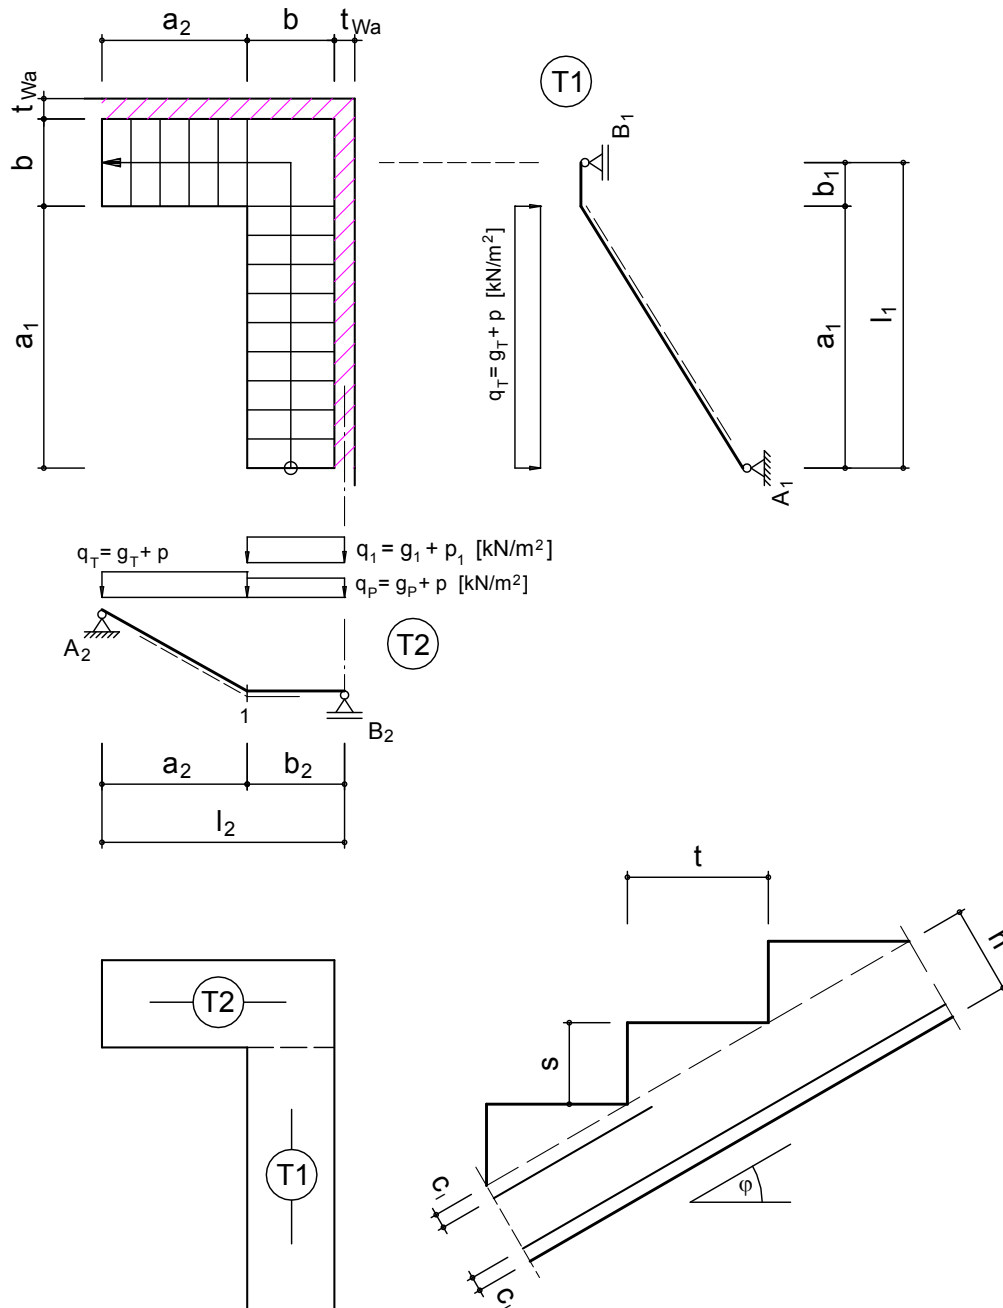 a2 b tWa
T1
tWa
b
a1
B1
b1
qT= gT+ p [kN/m2]
a1
l1
A1
qT= gT+ p
q1 = g1 + p1 [kN/m2]
qP= gP+ p [kN/m2]
A2
T2
1
B2
a2 b2
l2
t
h
T2
s
T1
φ
c
c